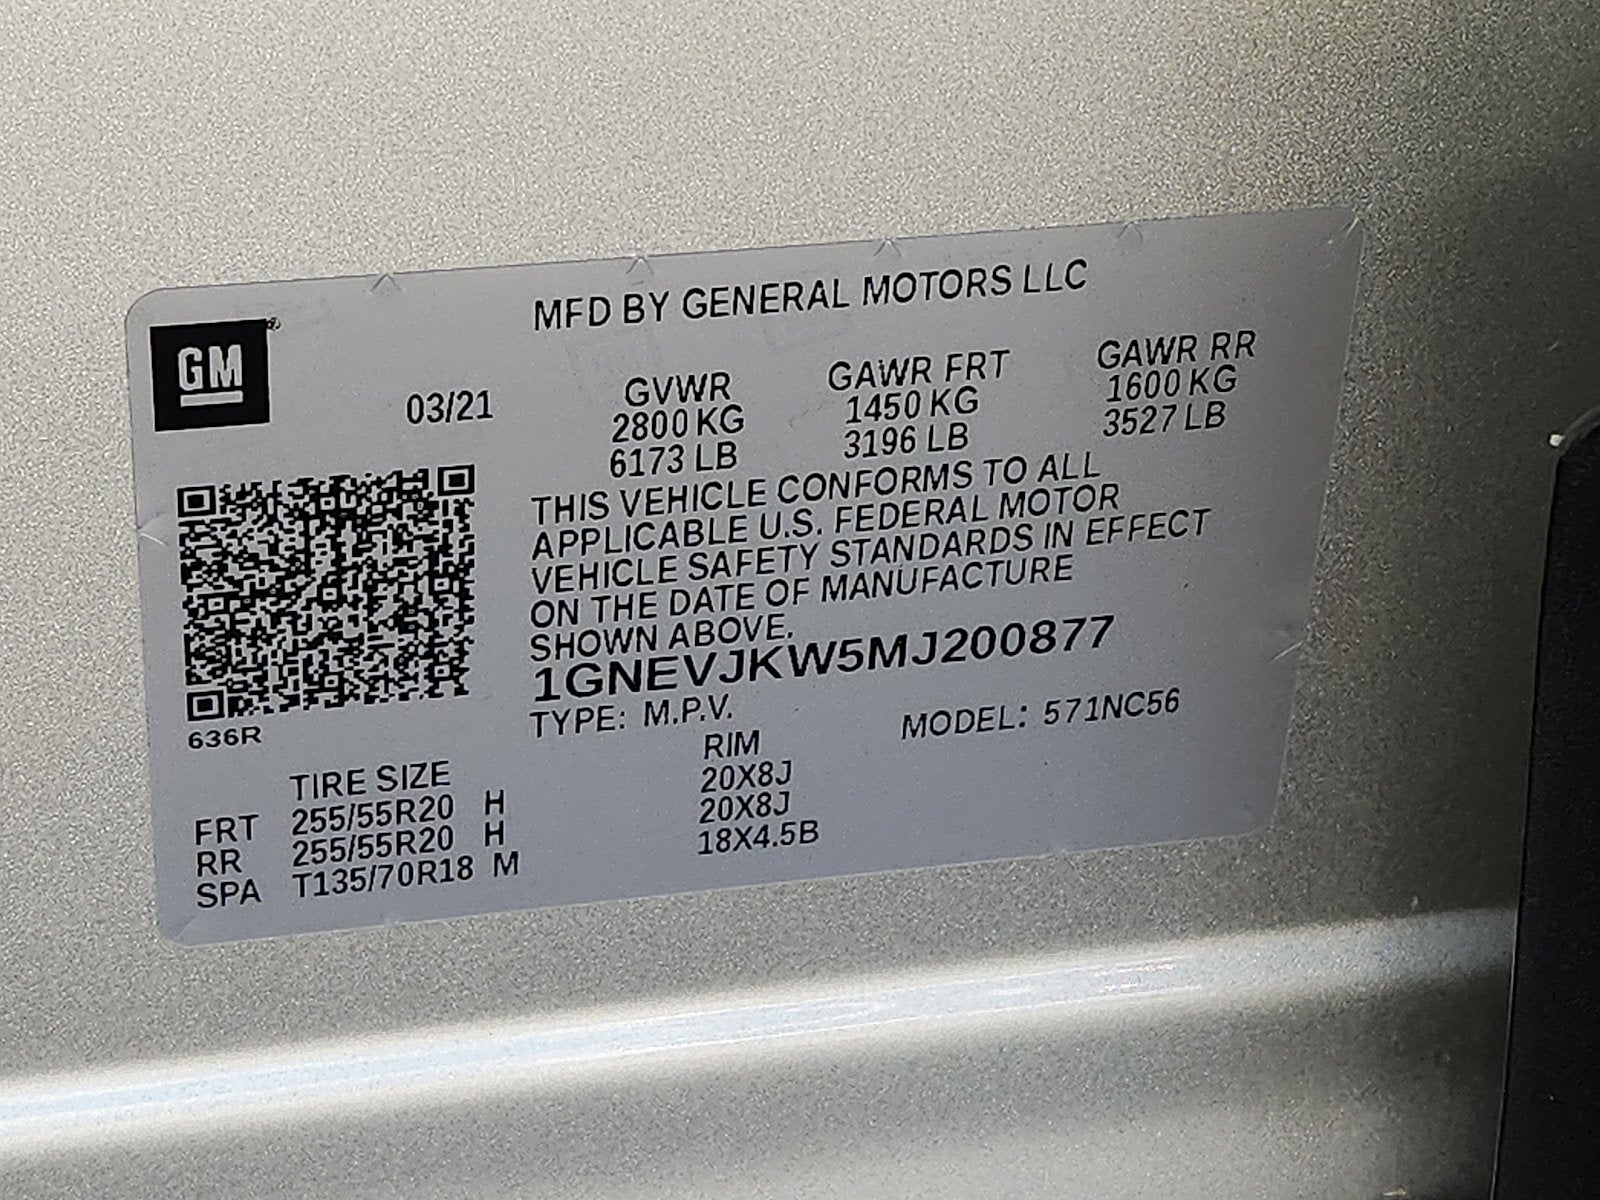 MFD BY GENERAL MOTORS LLC
GM ®
03/21
GVWR GAWR FRT GAWR RR
2800 KG 1450 KG 1600 KG
6173 LB 3196 LB 3527 LB
THIS VEHICLE CONFORMS TO ALL
APPLICABLE U.S. FEDERAL MOTOR
VEHICLE SAFETY STANDARDS IN EFFECT
ON THE DATE OF MANUFACTURE
SHOWN ABOVE.
1GNEVJKW5MJ200877
TYPE: M.P.V. MODEL: 571NC56
636R
TIRE SIZE RIM
FRT 255/55R20 H 20X8J
RR 255/55R20 H 20X8J
SPA T135/70R18 M 18X4.5B